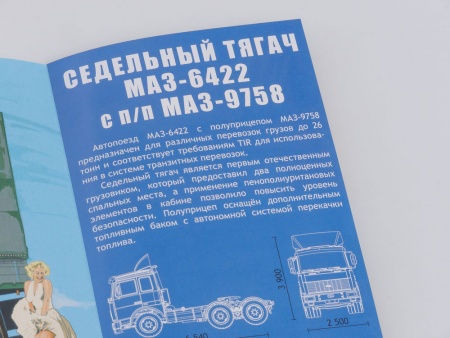 СЕДЕЛЬНЫЙ ТЯГАЧ
МАЗ-6422
С П/П МАЗ-9758
Автопоезд МАЗ-6422 с полуприцепом МАЗ-9758
предназначен для различных перевозок грузов до 26
тонн и соответствует требованиям TIR для использова-
ния в системе транзитных перевозок.
Седельный тягач является первым отечественным
грузовиком, который предоставил два полноценных
спальных места, а применение пенополиуритановых
элементов в кабине позволило повысить уровень
безопасности. Полуприцеп оснащён дополнительным
топливным баком с автономной системой перекачки
топлива.
3 900
2 500